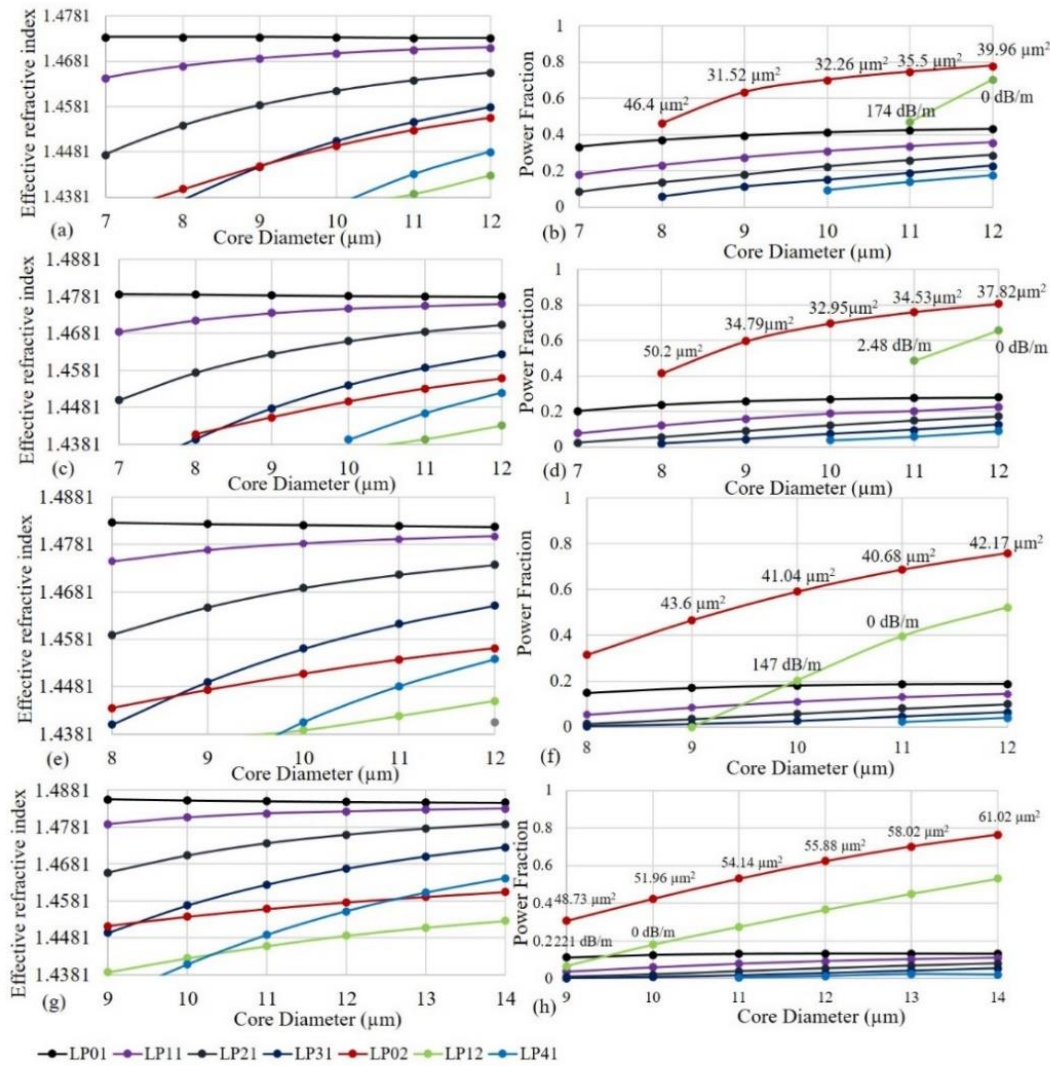 Effective refractive index
1.4781
1.4681
1.4581
1.4481
1.4381
7 8 9 10 11 12
(a)
Core Diameter (µm)
Power Fraction
1
0.8
0.6
0.4
0.2
0
46.4 µm²
31.52 µm²
32.26 µm²
35.5 µm²
39.96 µm²
174 dB/m
0 dB/m
7 8 9 10 11 12
(b)
Core Diameter (µm)
Effective refractive index
1.4881
1.4781
1.4681
1.4581
1.4481
1.4381
7 8 9 10 11 12
(c)
Core Diameter (µm)
Power Fraction
1
0.8
0.6
0.4
0.2
0
50.2 µm²
34.79µm²
32.95µm²
34.53µm²
37.82µm²
2.48 dB/m
0 dB/m
7 8 9 10 11 12
(d)
Core Diameter (µm)
Effective refractive index
1.4881
1.4781
1.4681
1.4581
1.4481
1.4381
8 9 10 11 12
(e)
Core Diameter (µm)
Power Fraction
1
0.8
0.6
0.4
0.2
0
43.6 µm²
41.04 µm²
40.68 µm²
42.17 µm²
147 dB/m
0 dB/m
8 9 10 11 12
(f)
Core Diameter (µm)
Effective refractive index
1.4881
1.4781
1.4681
1.4581
1.4481
1.4381
9 10 11 12 13 14
(g)
Core Diameter (µm)
Power Fraction
1
0.8
0.6
0.4
0.2
0
48.73 µm²
51.96 µm²
54.14 µm²
55.88 µm²
58.02 µm²
61.02 µm²
221 dB/m
0 dB/m
9 10 11 12 13 14
(h)
Core Diameter (µm)
LP01 LP11 LP21 LP31 LP02 LP12 LP41